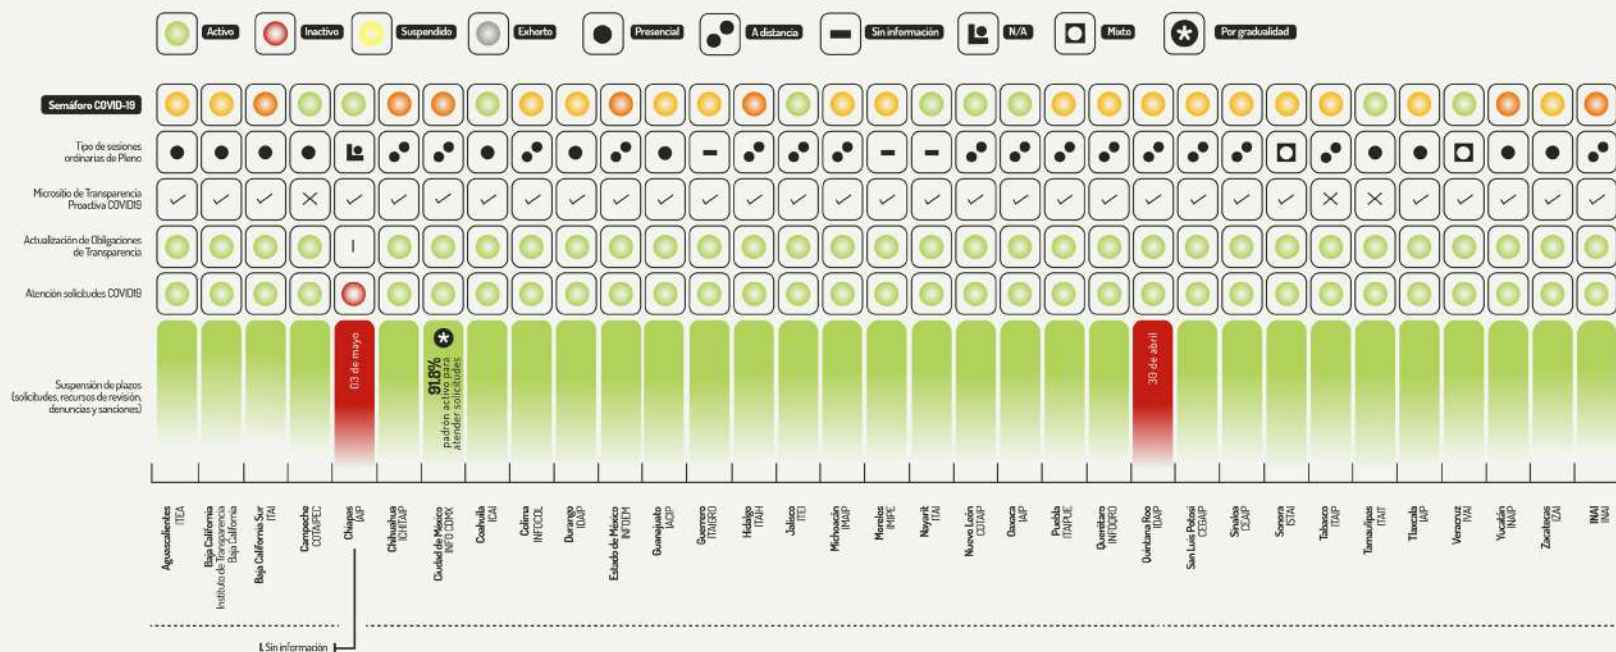 Activo
Inactivo
Suspendido
Exhorto
Presencial
A distancia
Sin información
N/A
Mixto
Por gradualidad
Semáforo COVID-19
Tipo de sesiones
ordinarias de Pleno
Micrositio de Transparencia
Proactiva COVID19
Actualización de Obligaciones
de Transparencia
Atención solicitudes COVID19
Suspensión de plazos
(solicitudes, recursos de revisión,
denuncias y sanciones)
03 de mayo
91.8%
padrón activo para
atender solicitudes
30 de abril
Aguascalientes
ITEA
Baja California
Instituto de Transparencia
Baja California
Baja California Sur
ITAI
Campeche
COTAIPEC
Chiapas
IAIP
Chihuahua
ICHITAIP
Ciudad de México
INFO CDMX
Coahuila
ICAI
Colima
INFOCOL
Durango
IDAIP
Estado de México
INFOEM
Guanajuato
IACIP
Guerrero
ITAIGRO
Hidalgo
ITAIH
Jalisco
ITEI
Michoacán
IMAIP
Morelos
IMIPE
Nayarit
ITAI
Nuevo León
COTAIP
Oaxaca
IAIP
Puebla
ITAIPUE
Querétaro
INFOQRO
Quintana Roo
IDAIP
San Luis Potosí
CEGAIP
Sinaloa
CEAIP
Sonora
ISTAI
Tabasco
ITAIP
Tamaulipas
ITAIT
Tlaxcala
IAIP
Veracruz
IVAI
Yucatán
INAIP
Zacatecas
IZAI
INAI
INAI
I. Sin información